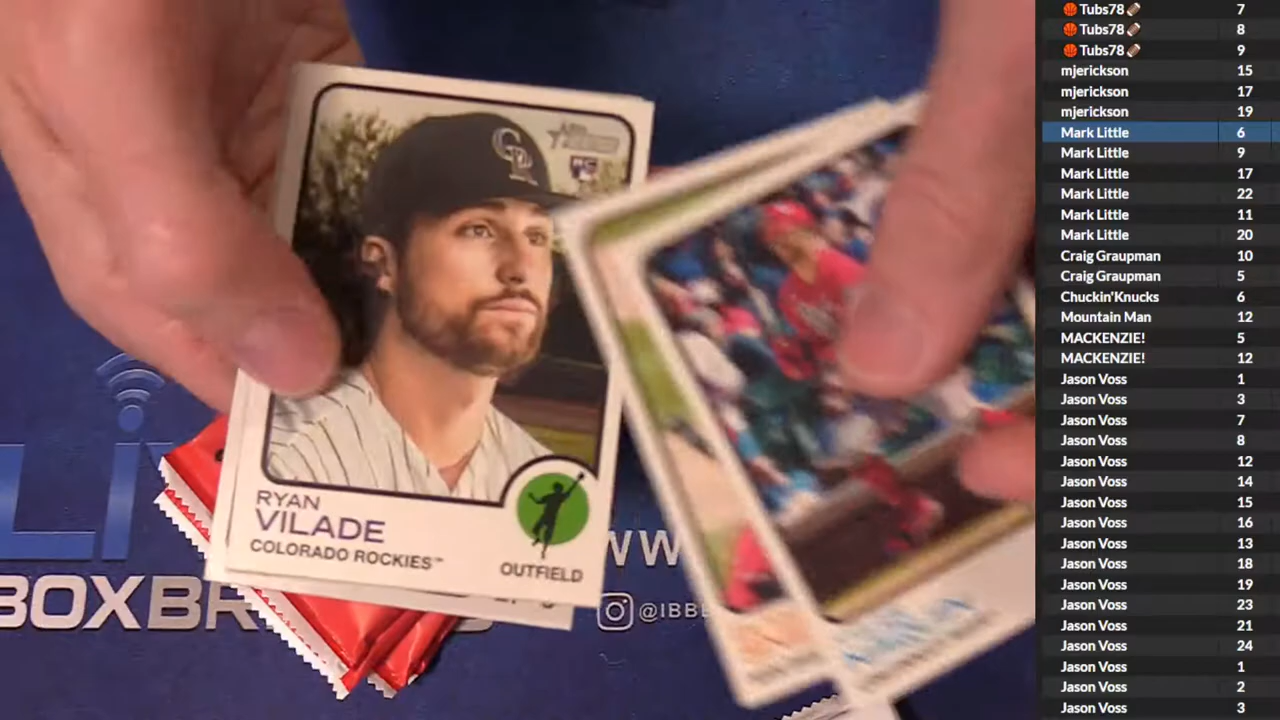 RYAN
VILADE
COLORADO ROCKIES™
OUTFIELD
CR
RC
Li
BOXBR
WW
@IBB
🏀Tubs78🏈 7
🏀Tubs78🏈 8
🏀Tubs78🏈 9
mjerickson 15
mjerickson 17
mjerickson 19
Mark Little 6
Mark Little 9
Mark Little 17
Mark Little 22
Mark Little 11
Mark Little 20
Craig Graupman 10
Craig Graupman 5
Chuckin'Knucks 6
Mountain Man 12
MACKENZIE! 5
MACKENZIE! 12
Jason Voss 1
Jason Voss 3
Jason Voss 7
Jason Voss 8
Jason Voss 12
Jason Voss 14
Jason Voss 15
Jason Voss 16
Jason Voss 13
Jason Voss 18
Jason Voss 19
Jason Voss 23
Jason Voss 21
Jason Voss 24
Jason Voss 1
Jason Voss 2
Jason Voss 3